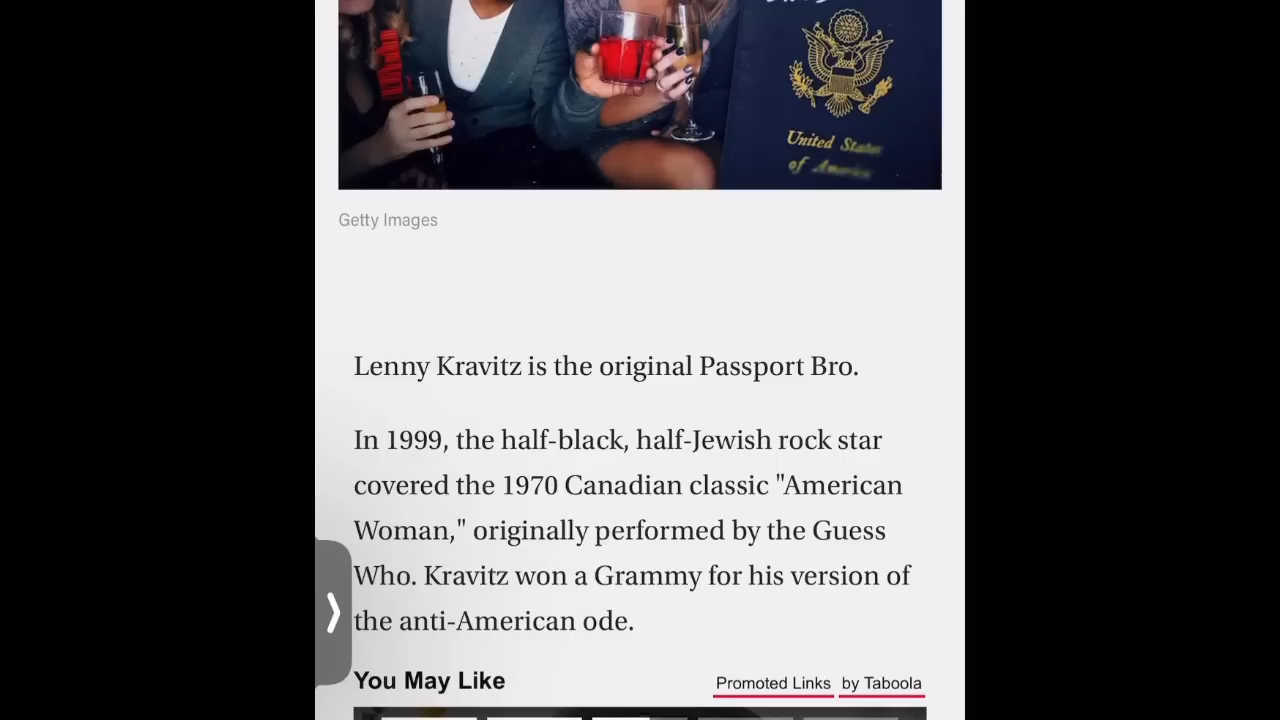 United States
of America
Getty Images
Lenny Kravitz is the original Passport Bro.
In 1999, the half-black, half-Jewish rock star
covered the 1970 Canadian classic "American
Woman," originally performed by the Guess
Who. Kravitz won a Grammy for his version of
the anti-American ode.
You May Like
Promoted Links by Taboola